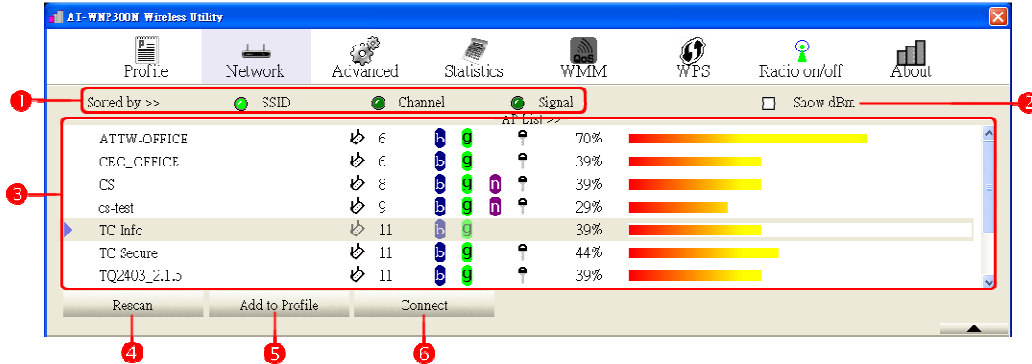 AT-WNP300N Wireless Utility
Profile Network Advanced Statistics QoS WMM WPS Radio on/off About
1 Sorted by >> SSID Channel Signal Show dBm 2
AP List >>
3
ATTW-OFFICE 6 b g 70%
CEC_OFFICE 6 b g 39%
CS 8 b g n 39%
cs-test 9 b g n 29%
TC Info 11 b g 39%
TC Secure 11 b g 44%
TQ2403_2.1.5 11 b g 39%
Rescan Add to Profile Connect
4 5 6